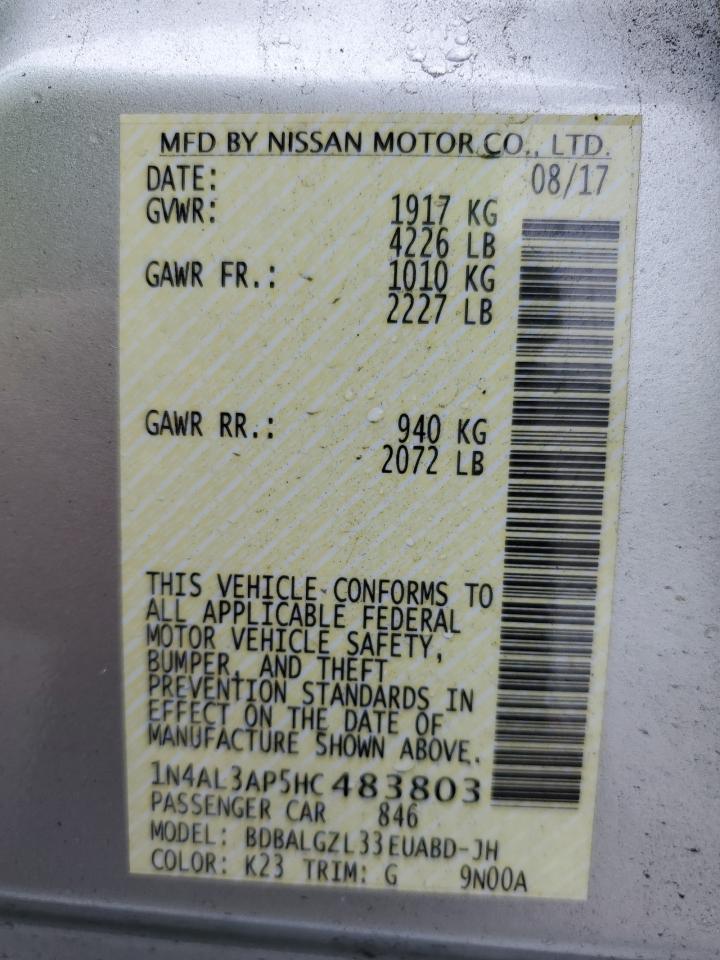 MFD BY NISSAN MOTOR CO., LTD.
DATE: 08/17
GVWR: 1917 KG
4226 LB
GAWR FR.: 1010 KG
2227 LB
GAWR RR.: 940 KG
2072 LB
THIS VEHICLE CONFORMS TO
ALL APPLICABLE FEDERAL
MOTOR VEHICLE SAFETY,
BUMPER, AND THEFT
PREVENTION STANDARDS IN
EFFECT ON THE DATE OF
MANUFACTURE SHOWN ABOVE.
1N4AL3AP5HC483803
PASSENGER CAR 846
MODEL: BDBALGZL33EUABD-JH
COLOR: K23 TRIM: G 9N00A